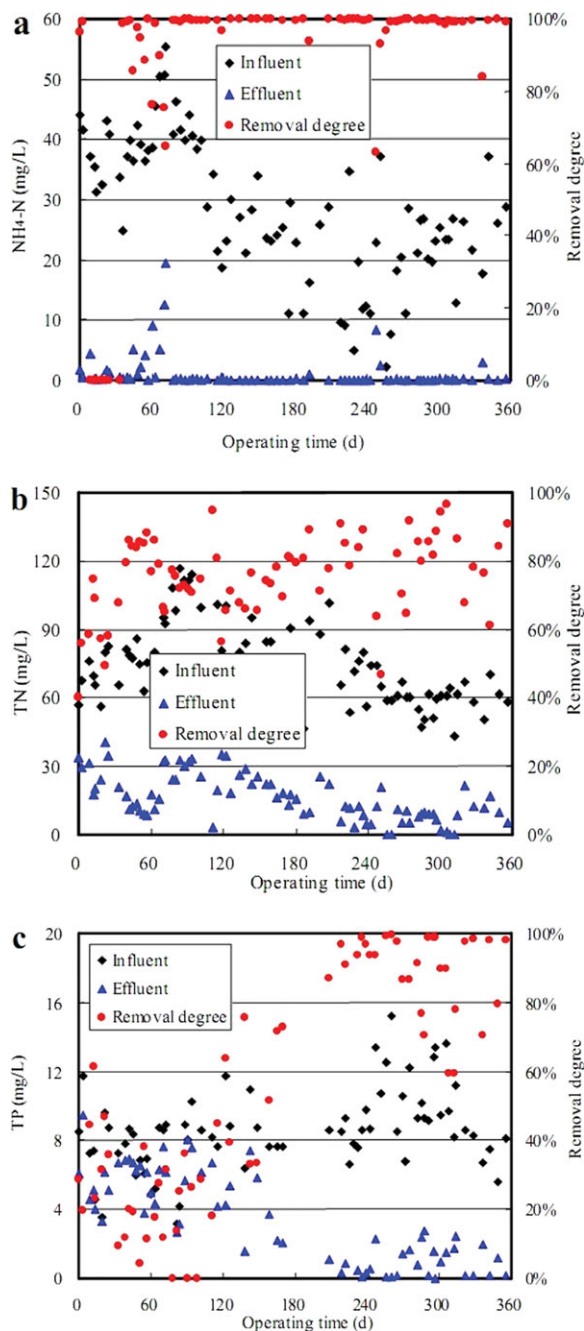 a
60
50
40
30
20
10
0
NH4-N (mg/L)
Influent
Effluent
Removal degree
100%
80%
60%
40%
20%
0%
Removal degree
0 60 120 180 240 300 360
Operating time (d)
b
150
120
90
60
30
0
TN (mg/L)
Influent
Effluent
Removal degree
100%
80%
60%
40%
20%
0%
Removal degree
0 60 120 180 240 300 360
Operating time (d)
c
20
16
12
8
4
0
TP (mg/L)
Influent
Effluent
Removal degree
100%
80%
60%
40%
20%
0%
Removal degree
0 60 120 180 240 300 360
Operating time (d)